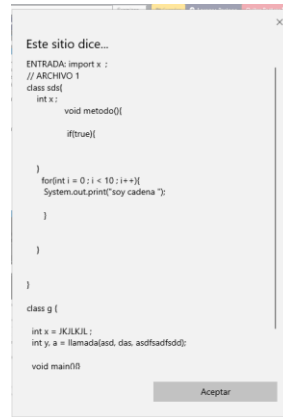 Este sitio dice...
ENTRADA: import x ;
// ARCHIVO 1
class sds{
int x ;
void metodo(){
if(true){
}
for(int i = 0 ; i < 10 ; i++){
System.out.print("soy cadena ");
}
}
}
class g {
int x = JKJLKJL ;
int y, a = llamada(asd, das, asdfsadfsdd);
void main(){}
Aceptar